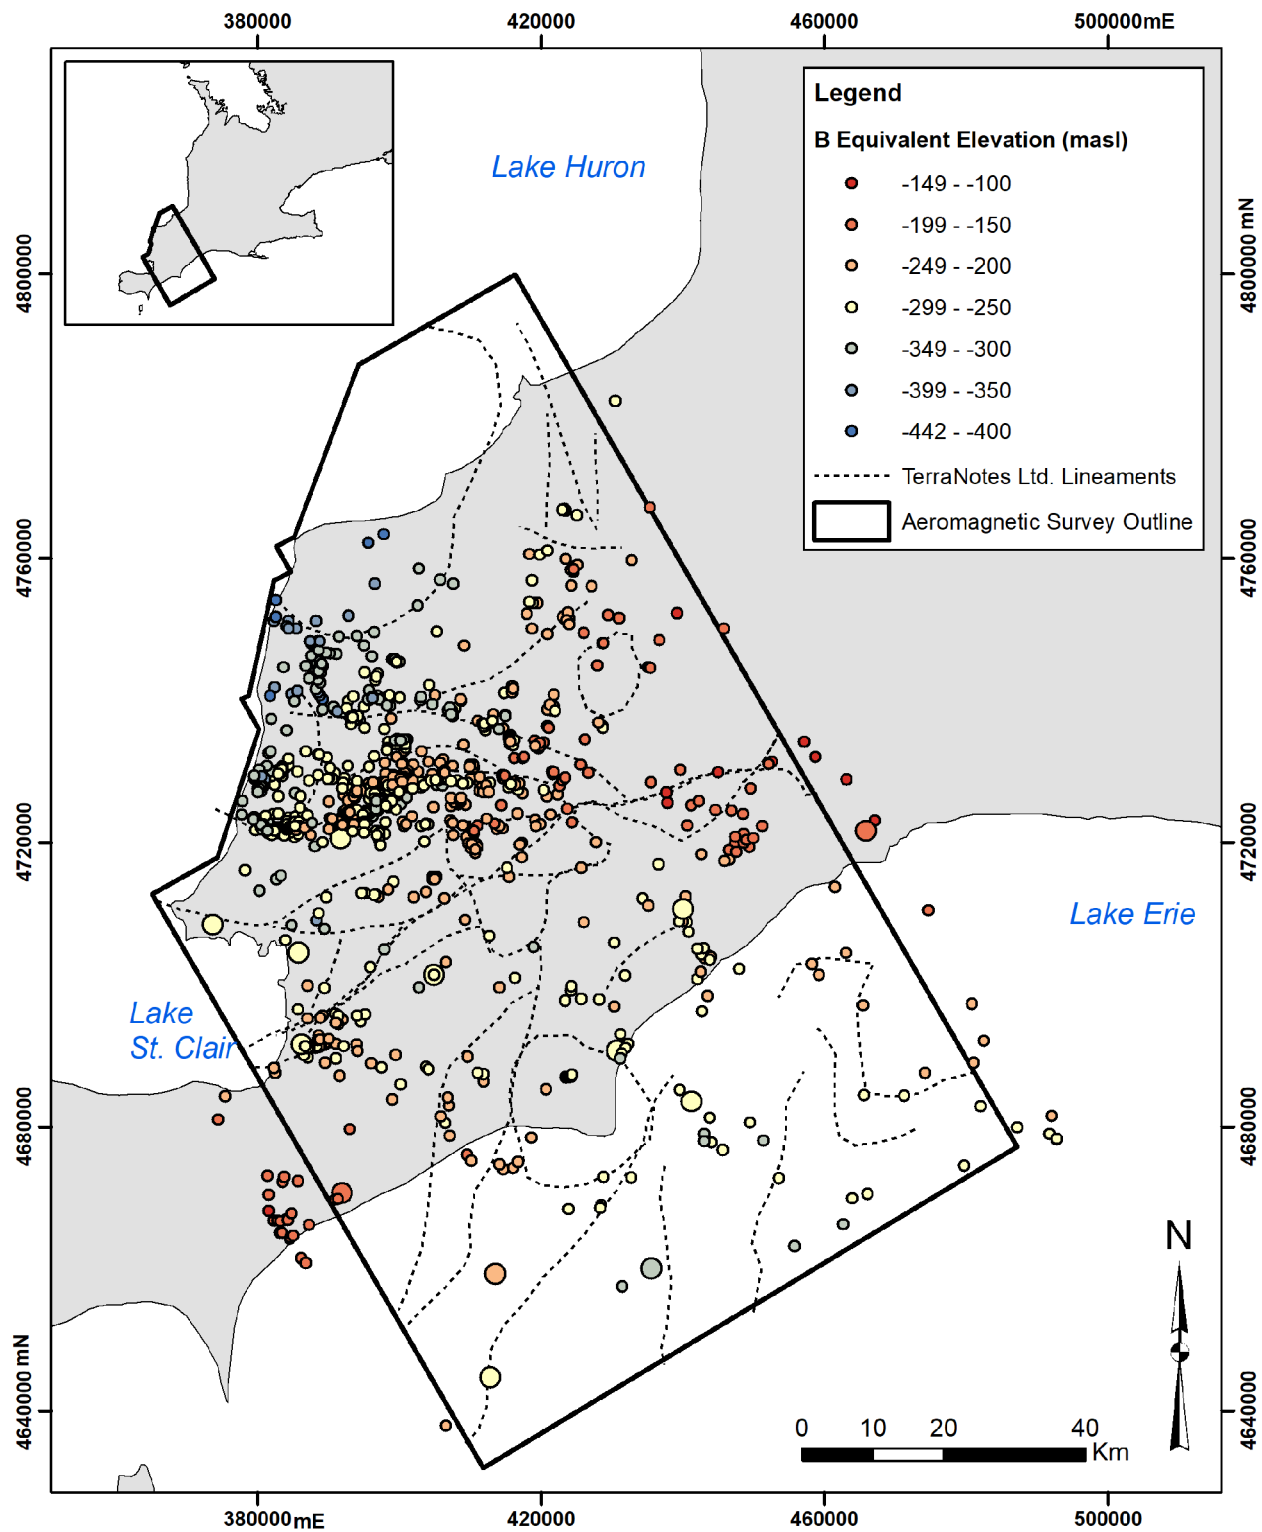 380000
420000
460000
500000mE
Legend
B Equivalent Elevation (masl)
-149 - -100
-199 - -150
-249 - -200
-299 - -250
-349 - -300
-399 - -350
-442 - -400
TerraNotes Ltd. Lineaments
Aeromagnetic Survey Outline
Lake Huron
4800000
4800000 mN
4760000
4760000
4720000
4720000
Lake Erie
Lake
St. Clair
4680000
4680000
N
4640000 mN
4640000
0
10
20
40
Km
380000mE
420000
460000
500000